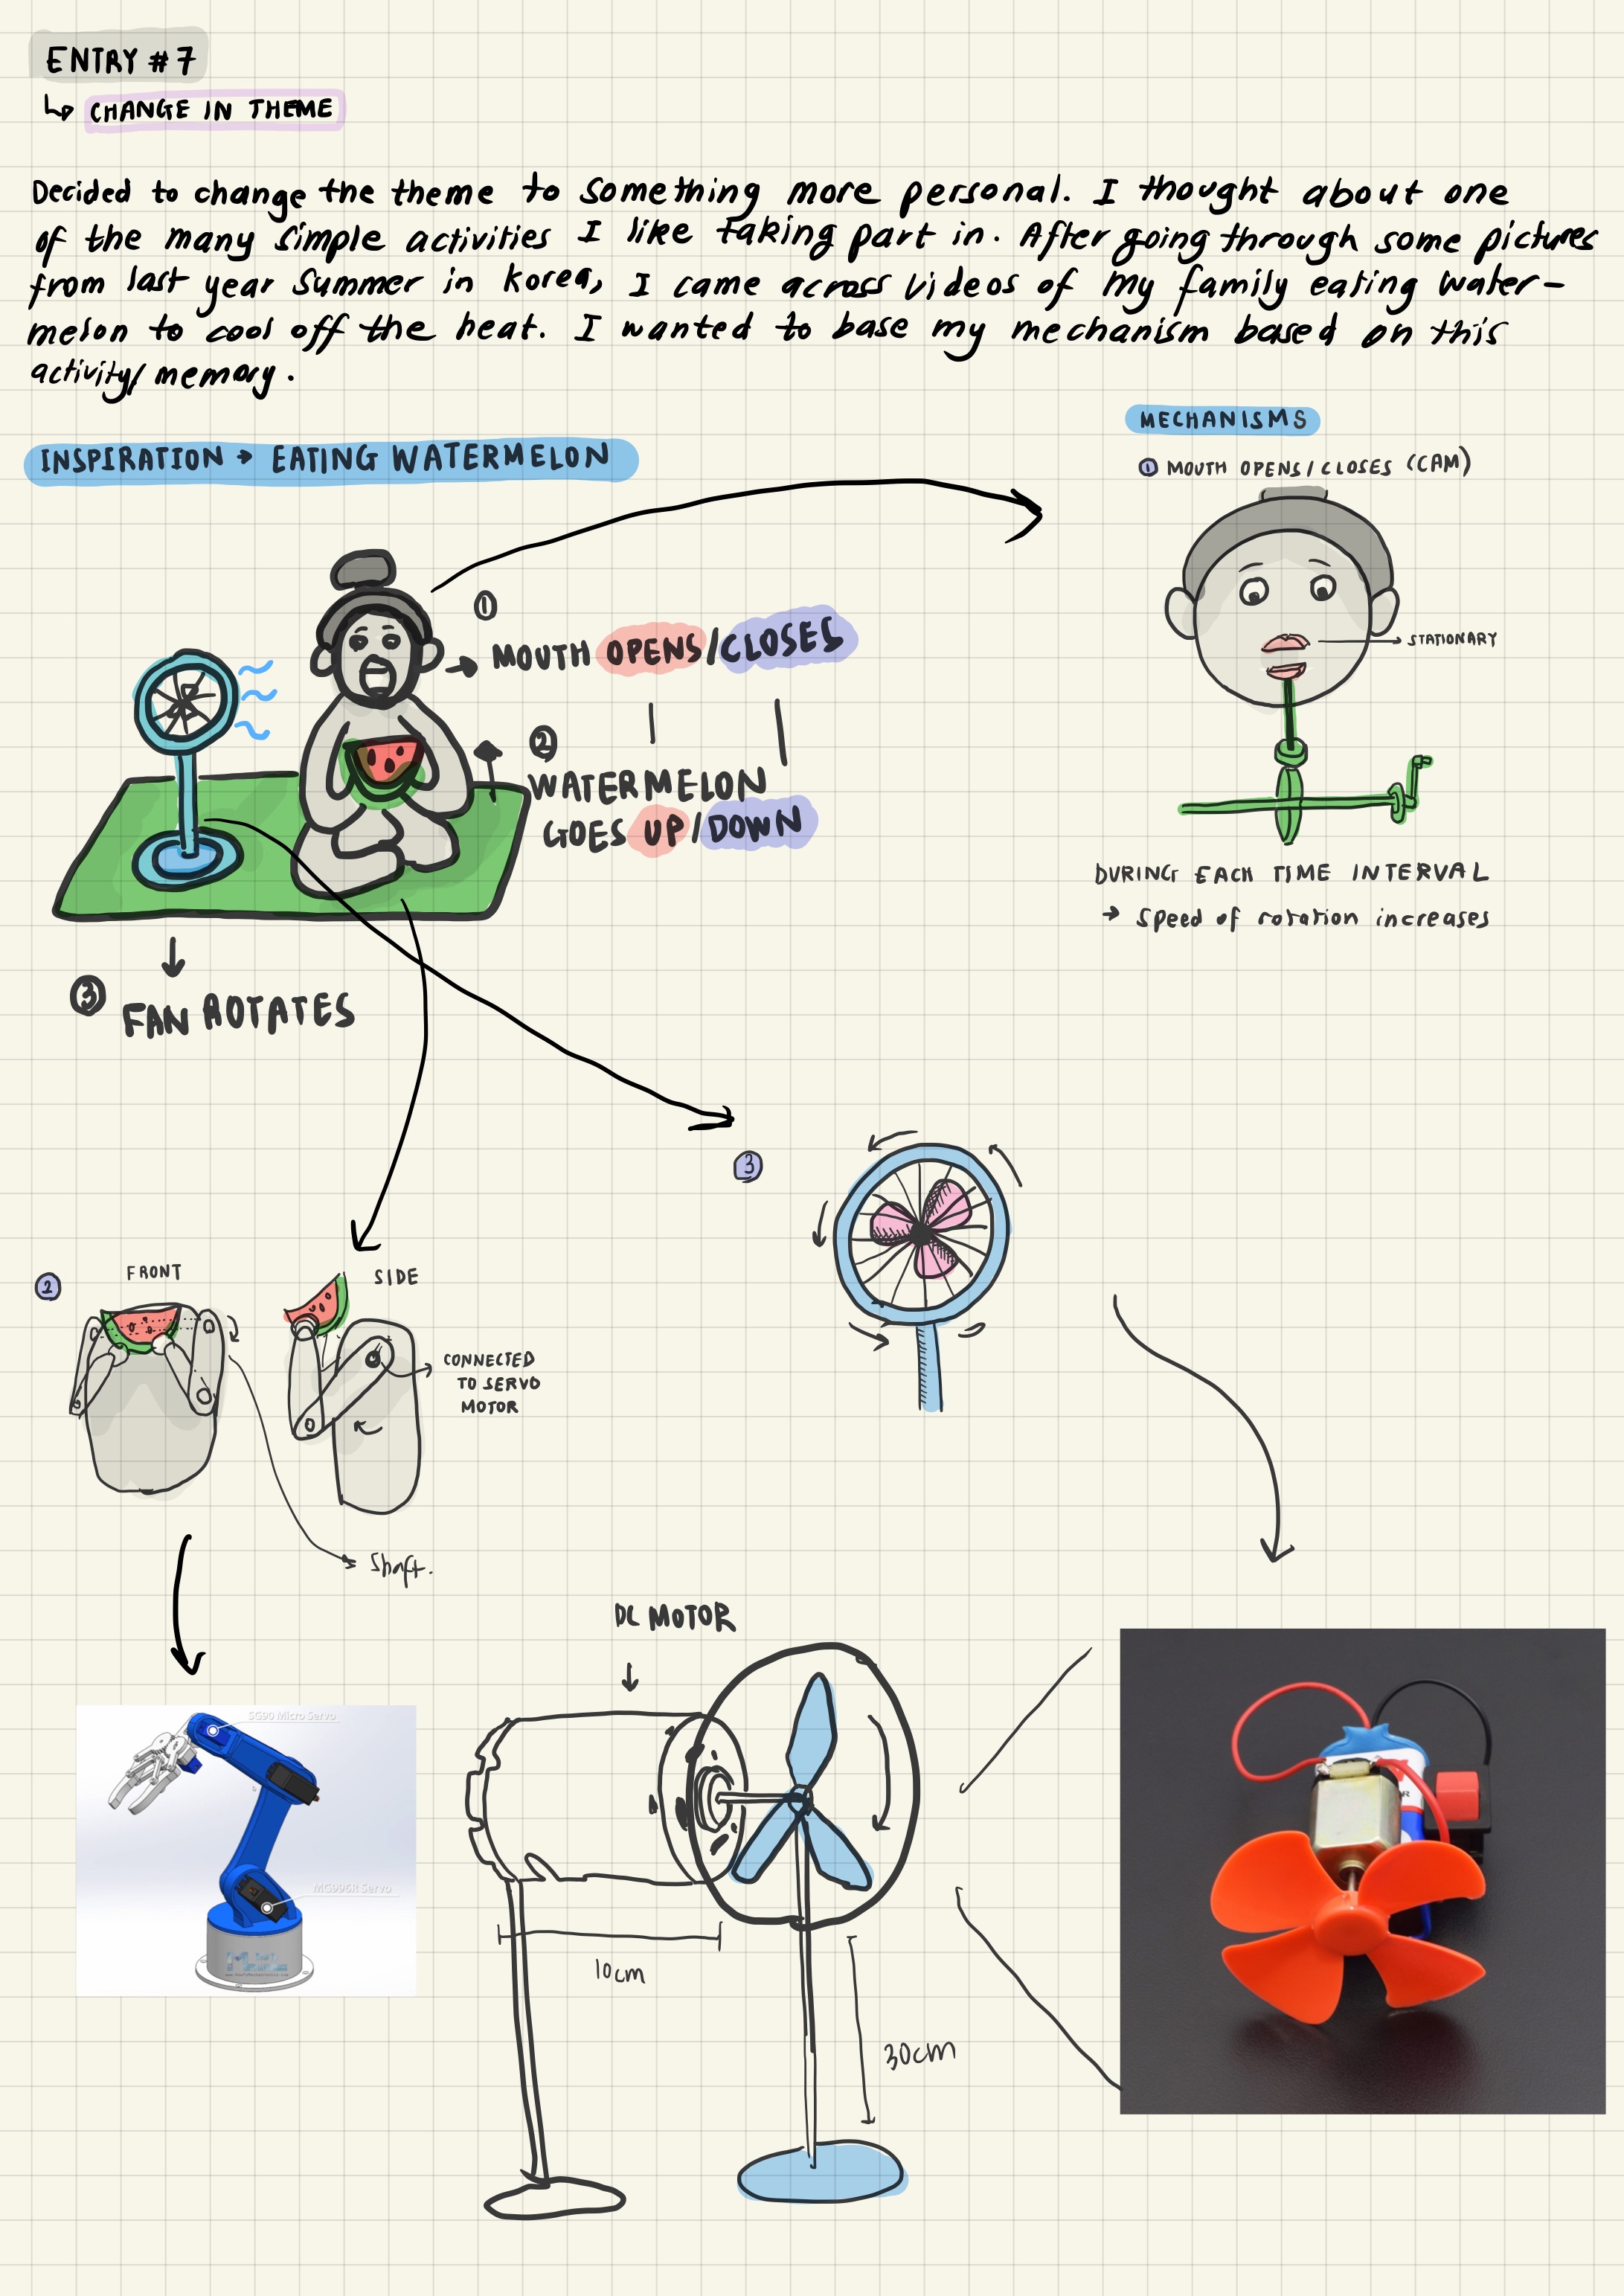 ENTRY #7
↳ CHANGE IN THEME
Decided to change the theme to something more personal. I thought about one
of the many simple activities I like taking part in. After going through some pictures
from last year summer in Korea, I came across videos of my family eating water-
melon to cool off the heat. I wanted to base my mechanism based on this
activity/memory.
INSPIRATION → EATING WATERMELON
MECHANISMS
① MOUTH OPENS/CLOSES (CAM)
STATIONARY
DURING EACH TIME INTERVAL
→ Speed of rotation increases
①
→ MOUTH OPENS/CLOSES
②
WATERMELON
GOES UP/DOWN
③ FAN ROTATES
③
②
FRONT
SIDE
CONNECTED
TO SERVO
MOTOR
Shaft.
DC MOTOR
10cm
30cm
SG90 Micro Servo
MG996R Servo